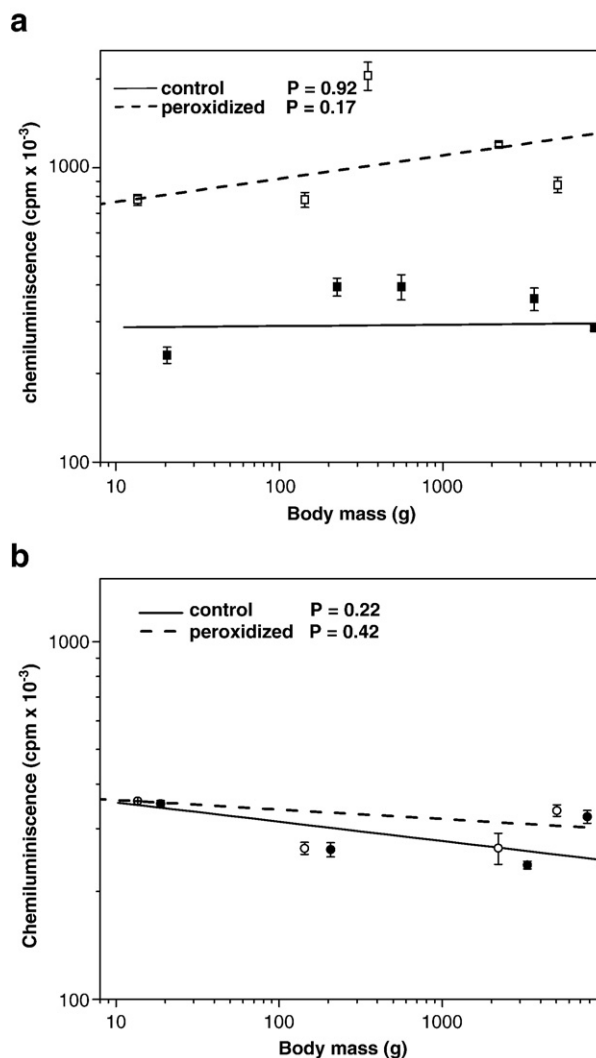 a
control P = 0.92
peroxidized P = 0.17
chemiluminiscence (cpm x 10-3)
1000
100
10 100 1000
Body mass (g)
b
control P = 0.22
peroxidized P = 0.42
Chemiluminiscence (cpm x 10-3)
1000
100
10 100 1000
Body mass (g)